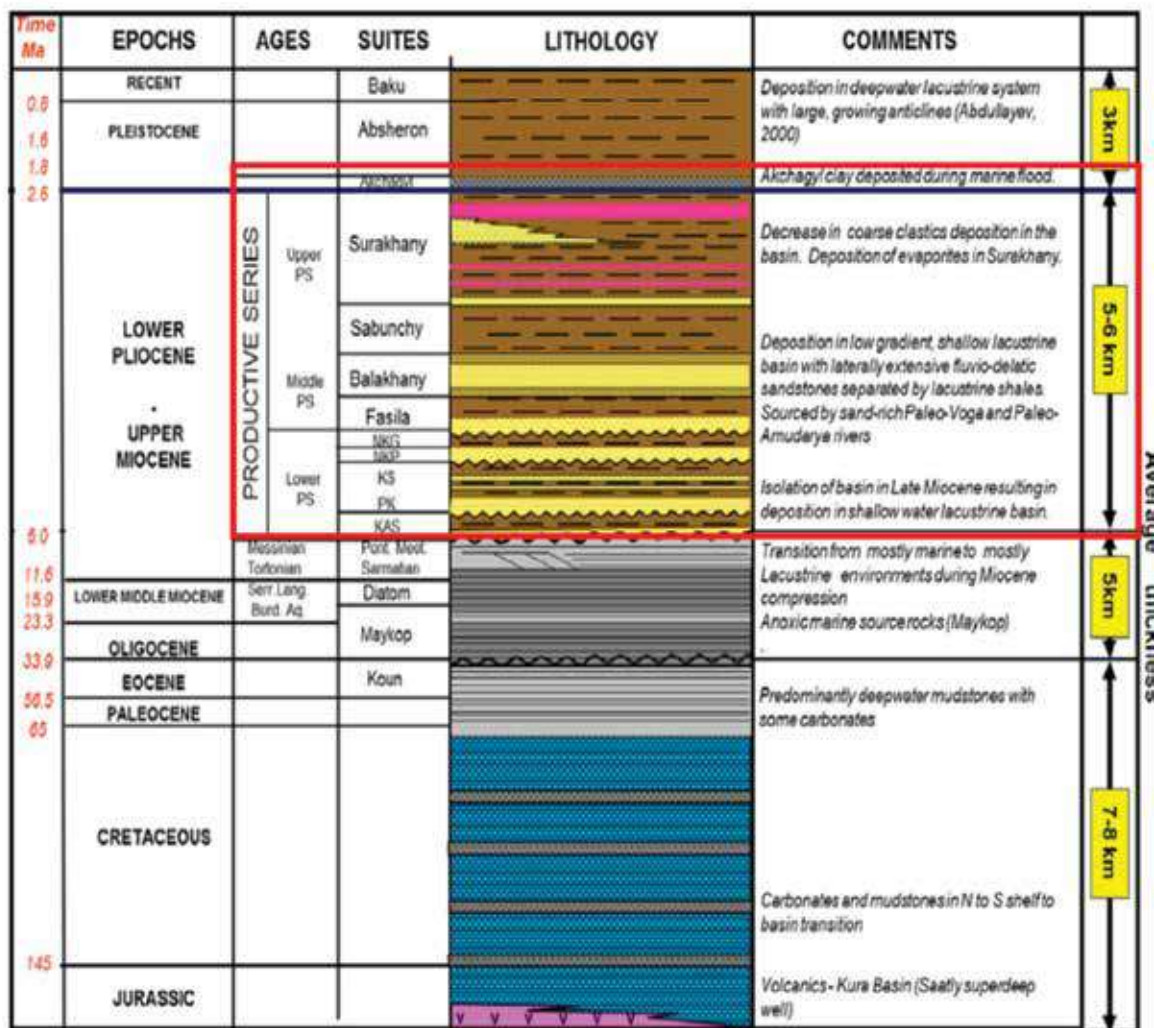 Time
Ma
EPOCHS
AGES
SUITES
LITHOLOGY
COMMENTS
RECENT
Baku
Deposition in deepwater lacustrine system
with large, growing anticlines (Abdullayev,
2000)
3km
0.8
PLEISTOCENE
Absheron
1.6
1.8
Akchagyl clay deposited during marine flood.
2.6
PRODUCTIVE SERIES
Upper
PS
Surakhany
Decrease in coarse clastics deposition in the
basin. Deposition of evaporites in Surakhany.
5-6 km
LOWER
PLIOCENE
-
UPPER
MIOCENE
Sabunchy
Middle
PS
Balakhany
Fasila
Deposition in low gradient, shallow lacustrine
basin with laterally extensive fluvio-delatic
sandstones separated by lacustrine shales.
Sourced by sand-rich Paleo-Voga and Paleo-
Amudarya rivers
NKG
NKP
Lower
PS
KS
PK
KAS
Isolation of basin in Late Miocene resulting in
deposition in shallow water lacustrine basin.
Average thickness
Messinian
Tortonian
Pont. Meot.
Sarmatian
Transition from mostly marine to mostly
Lacustrine environments during Miocene
compression
Anoxic marine source rocks (Maykop)
5km
11.6
15.9
LOWER MIDDLE MIOCENE
Serr. Lang.
Burd. Aq.
Diatom
23.3
OLIGOCENE
Maykop
33.9
EOCENE
Koun
56.5
PALEOCENE
65
Predominantly deepwater mudstones with
some carbonates
7-8 km
CRETACEOUS
Carbonates and mudstones in N to S shelf to
basin transition
145
JURASSIC
Volcanics - Kura Basin (Saatly superdeep
well)
V V V V V V